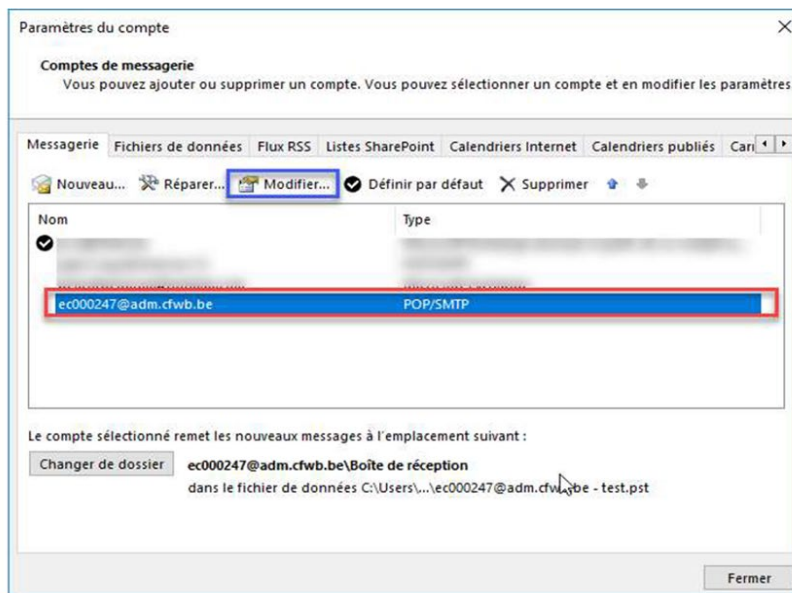 Paramètres du compte
Comptes de messagerie
Vous pouvez ajouter ou supprimer un compte. Vous pouvez sélectionner un compte et en modifier les paramètres
Messagerie Fichiers de données Flux RSS Listes SharePoint Calendriers Internet Calendriers publiés Carn
Nouveau... Réparer... Modifier... Définir par défaut Supprimer
Nom Type
ec000247@adm.cfwb.be POP/SMTP
Le compte sélectionné remet les nouveaux messages à l'emplacement suivant :
Changer de dossier ec000247@adm.cfwb.be\Boîte de réception
dans le fichier de données C:\Users\...\ec000247@adm.cfwb.be - test.pst
Fermer